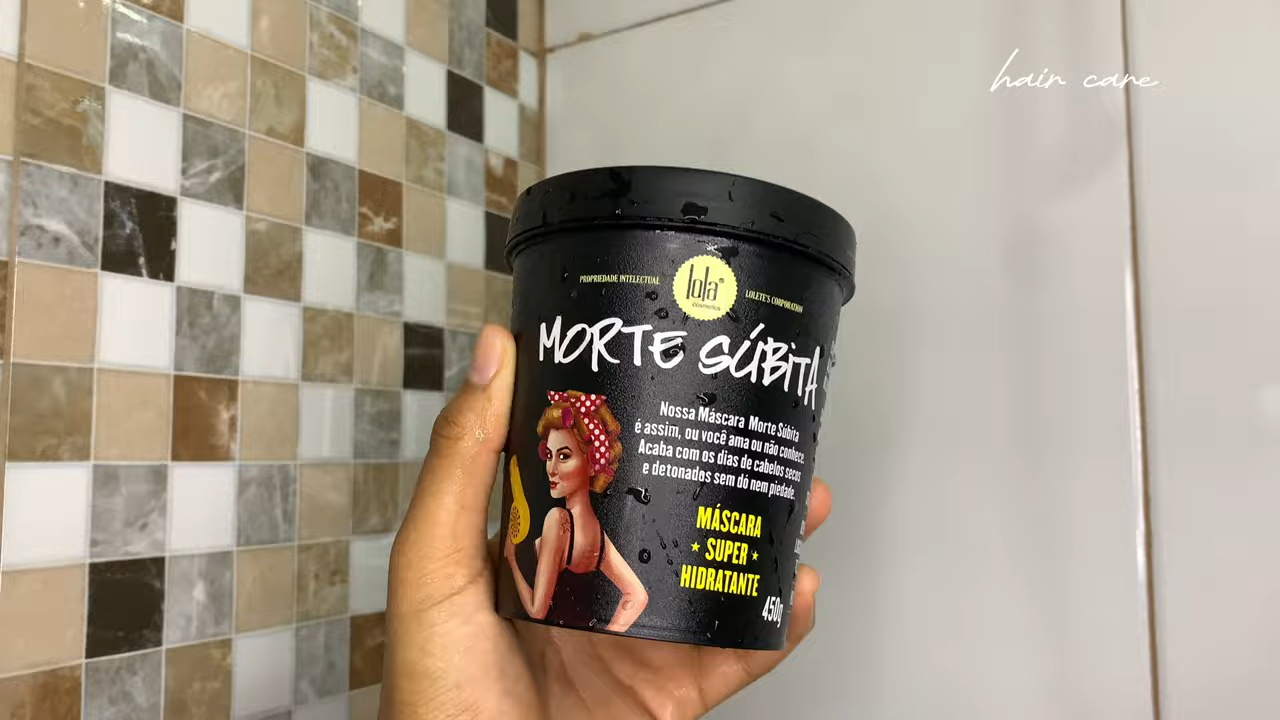 hair care
PROPRIEDADE INTELECTUAL
lola
COSMETICS
LOLETE'S CORPORATION
MORTE SÚBITA
Nossa Máscara Morte Súbita
é assim, ou você ama ou não conhece.
Acaba com os dias de cabelos secos
e detonados sem dó nem piedade.
MÁSCARA
★ SUPER ★
HIDRATANTE
450g